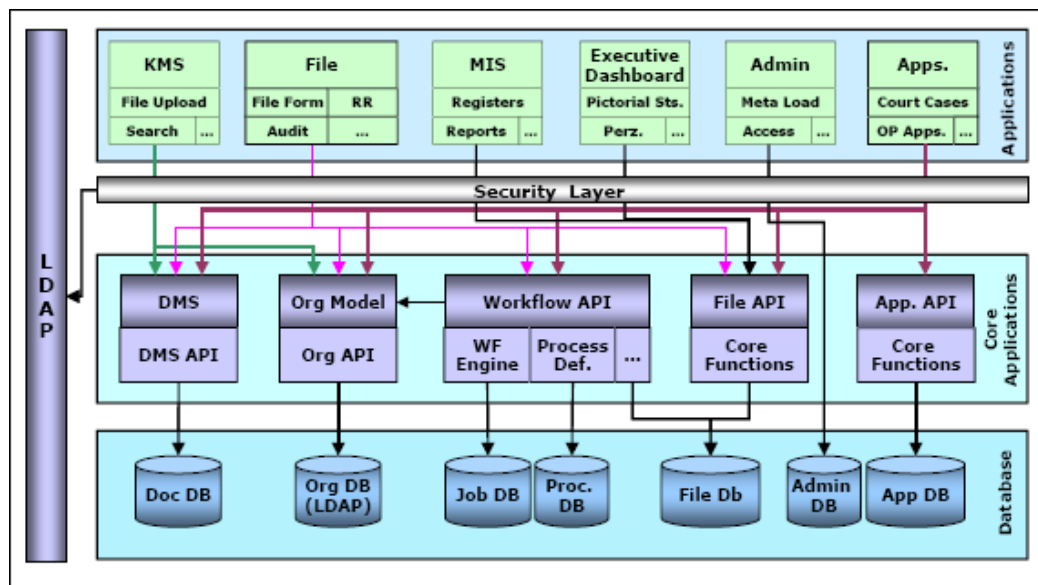 KMS
File Upload
Search
...
File
File Form
RR
Audit
...
MIS
Registers
Reports
...
Executive
Dashboard
Pictorial Sts.
Perz.
...
Admin
Meta Load
Access
...
Apps.
Court Cases
OP Apps.
...
Applications
Security Layer
L
D
A
P
DMS
DMS API
Org Model
Org API
Workflow API
WF
Engine
Process
Def.
...
File API
Core
Functions
App. API
Core
Functions
Core
Applications
Doc DB
Org DB
(LDAP)
Job DB
Proc.
DB
File Db
Admin
DB
App DB
Database